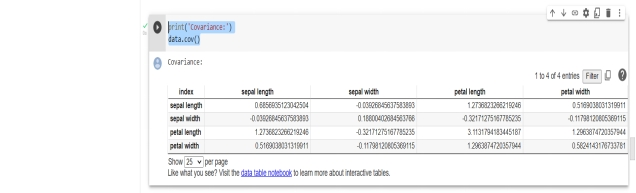 print('Covariance:')
data.cov()
Covariance:
1 to 4 of 4 entries Filter
index sepal length sepal width petal length petal width
sepal length 0.6856935123042504 -0.03926845637583893 1.2736823266219246 0.5169038031319911
sepal width -0.03926845637583893 0.18800402684563766 -0.32171275167785235 -0.11798120805369115
petal length 1.2736823266219246 -0.32171275167785235 3.1131794183445187 1.2963874720357944
petal width 0.5169038031319911 -0.11798120805369115 1.2963874720357944 0.5824143176733781
Show 25 per page
Like what you see? Visit the data table notebook to learn more about interactive tables.